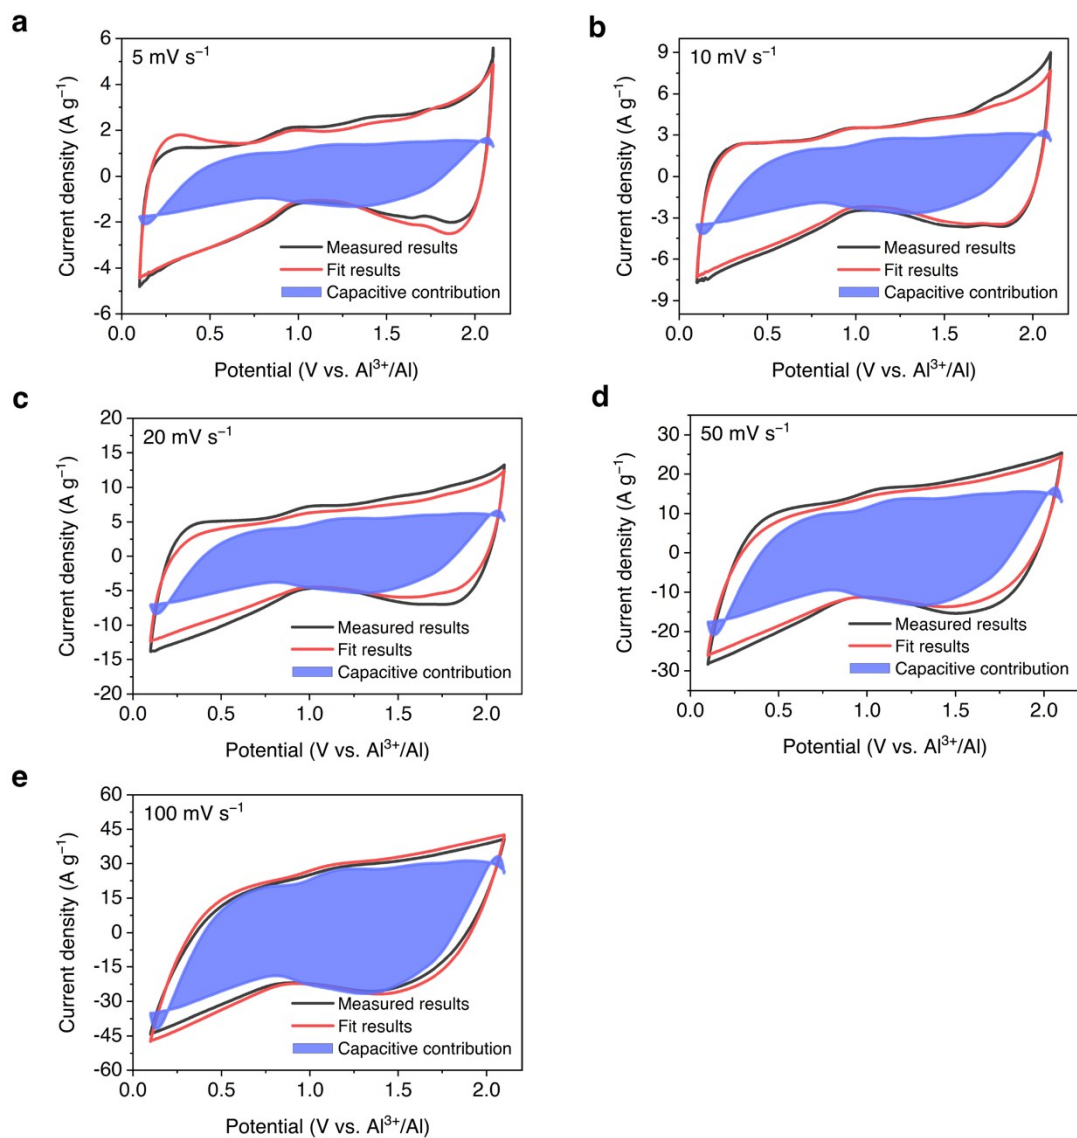 a
6
4
2
0
-2
-4
-6
Current density (A g⁻¹)
5 mV s⁻¹
Measured results
Fit results
Capacitive contribution
0.0 0.5 1.0 1.5 2.0
Potential (V vs. Al³⁺/Al)
b
9
6
3
0
-3
-6
-9
Current density (A g⁻¹)
10 mV s⁻¹
Measured results
Fit results
Capacitive contribution
0.0 0.5 1.0 1.5 2.0
Potential (V vs. Al³⁺/Al)
c
20
15
10
5
0
-5
-10
-15
-20
Current density (A g⁻¹)
20 mV s⁻¹
Measured results
Fit results
Capacitive contribution
0.0 0.5 1.0 1.5 2.0
Potential (V vs. Al³⁺/Al)
d
30
20
10
0
-10
-20
-30
Current density (A g⁻¹)
50 mV s⁻¹
Measured results
Fit results
Capacitive contribution
0.0 0.5 1.0 1.5 2.0
Potential (V vs. Al³⁺/Al)
e
60
45
30
15
0
-15
-30
-45
-60
Current density (A g⁻¹)
100 mV s⁻¹
Measured results
Fit results
Capacitive contribution
0.0 0.5 1.0 1.5 2.0
Potential (V vs. Al³⁺/Al)